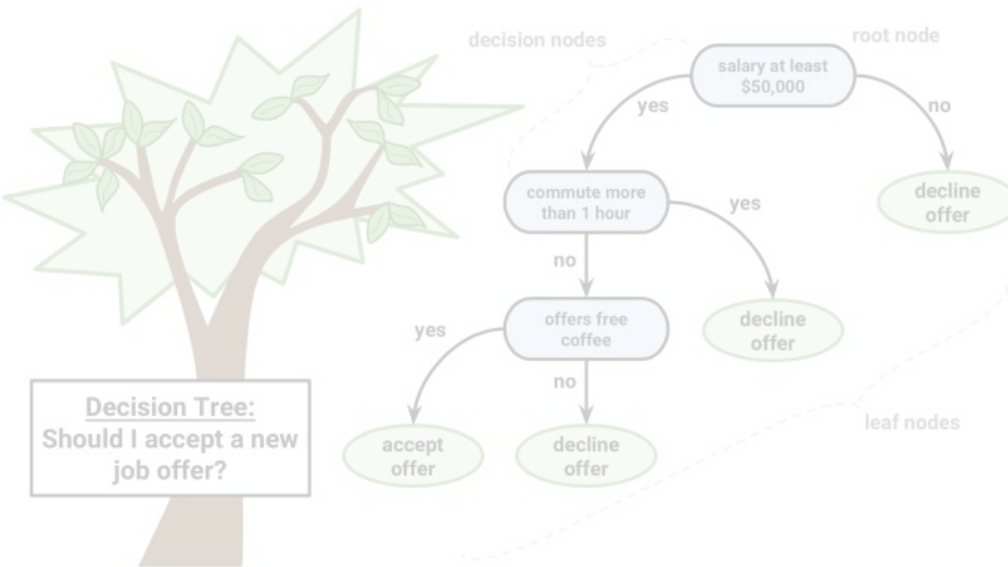 decision nodes
root node
salary at least
$50,000
yes
no
commute more
than 1 hour
yes
decline
offer
no
offers free
coffee
decline
offer
yes
no
Decision Tree:
Should I accept a new
job offer?
accept
offer
decline
offer
leaf nodes